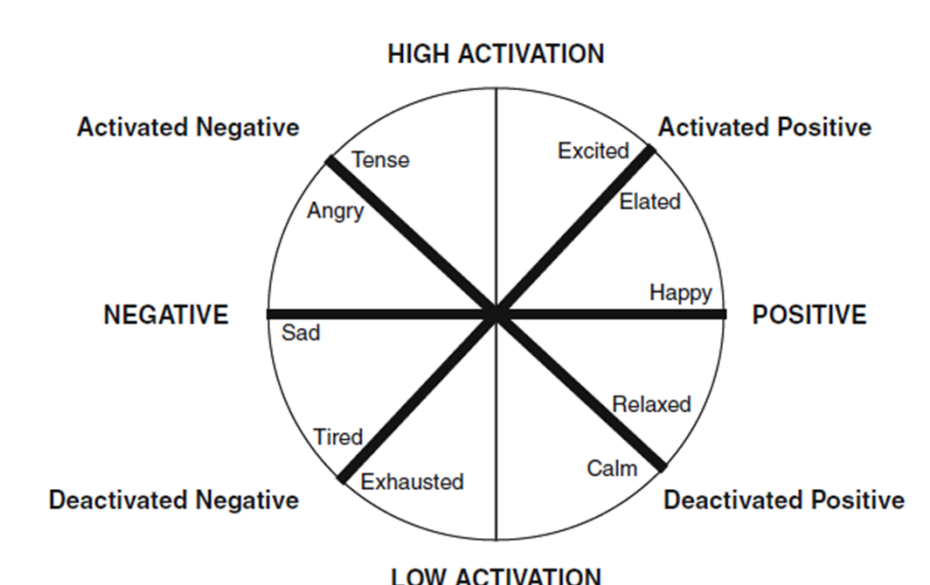 HIGH ACTIVATION
Activated Negative
Activated Positive
Tense
Excited
Angry
Elated
Happy
NEGATIVE
POSITIVE
Sad
Relaxed
Tired
Calm
Exhausted
Deactivated Negative
Deactivated Positive
LOW ACTIVATION